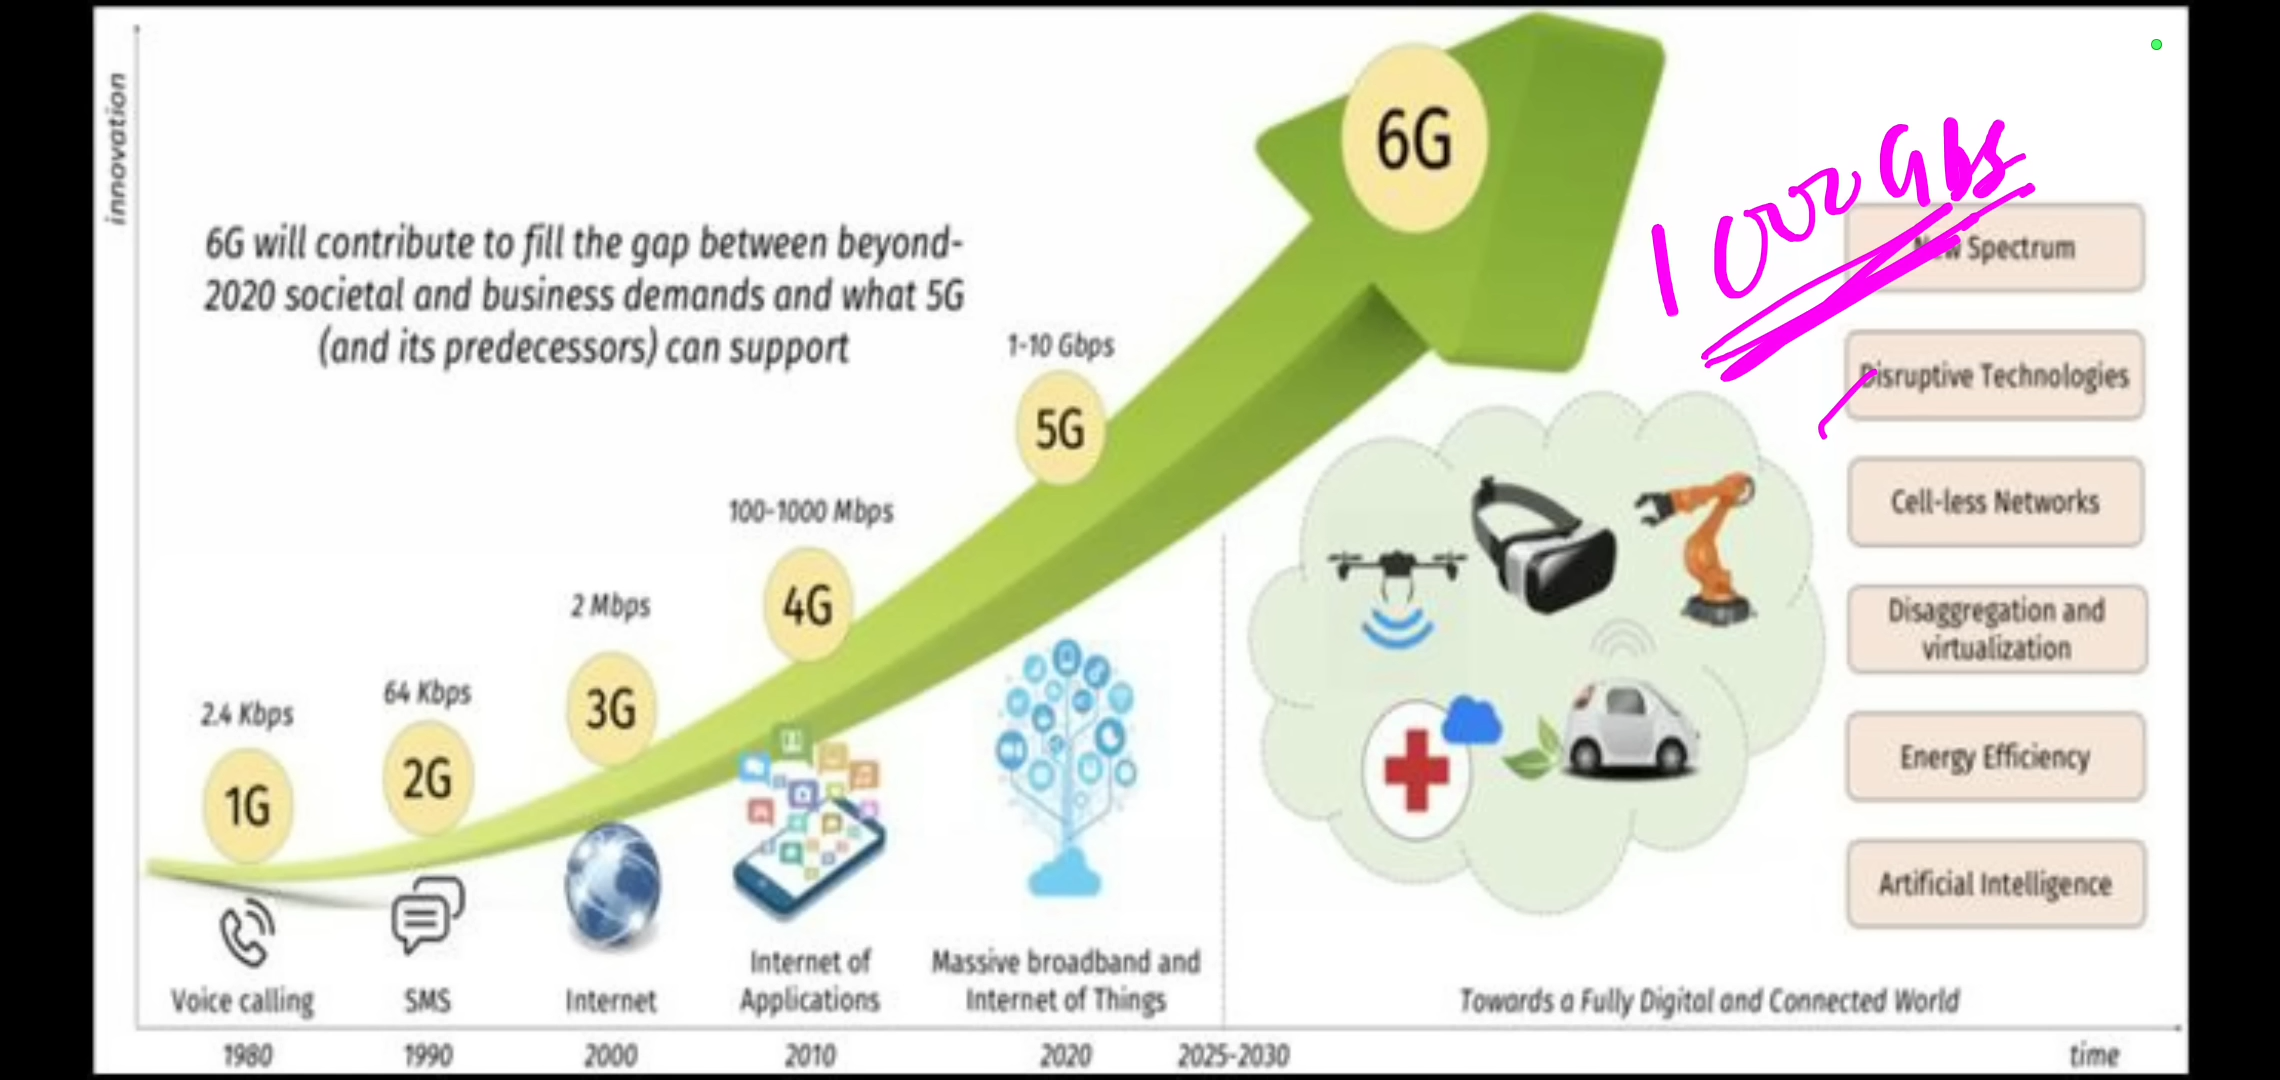 innovation
6G
1000 Gbs
6G will contribute to fill the gap between beyond-
2020 societal and business demands and what 5G
(and its predecessors) can support
New Spectrum
1-10 Gbps
5G
Disruptive Technologies
100-1000 Mbps
4G
Cell-less Networks
2 Mbps
3G
Disaggregation and
virtualization
64 Kbps
2G
2.4 Kbps
1G
Energy Efficiency
Artificial Intelligence
Voice calling
SMS
Internet
Internet of
Applications
Massive broadband and
Internet of Things
Towards a Fully Digital and Connected World
1980 1990 2000 2010 2020 2025-2030 time